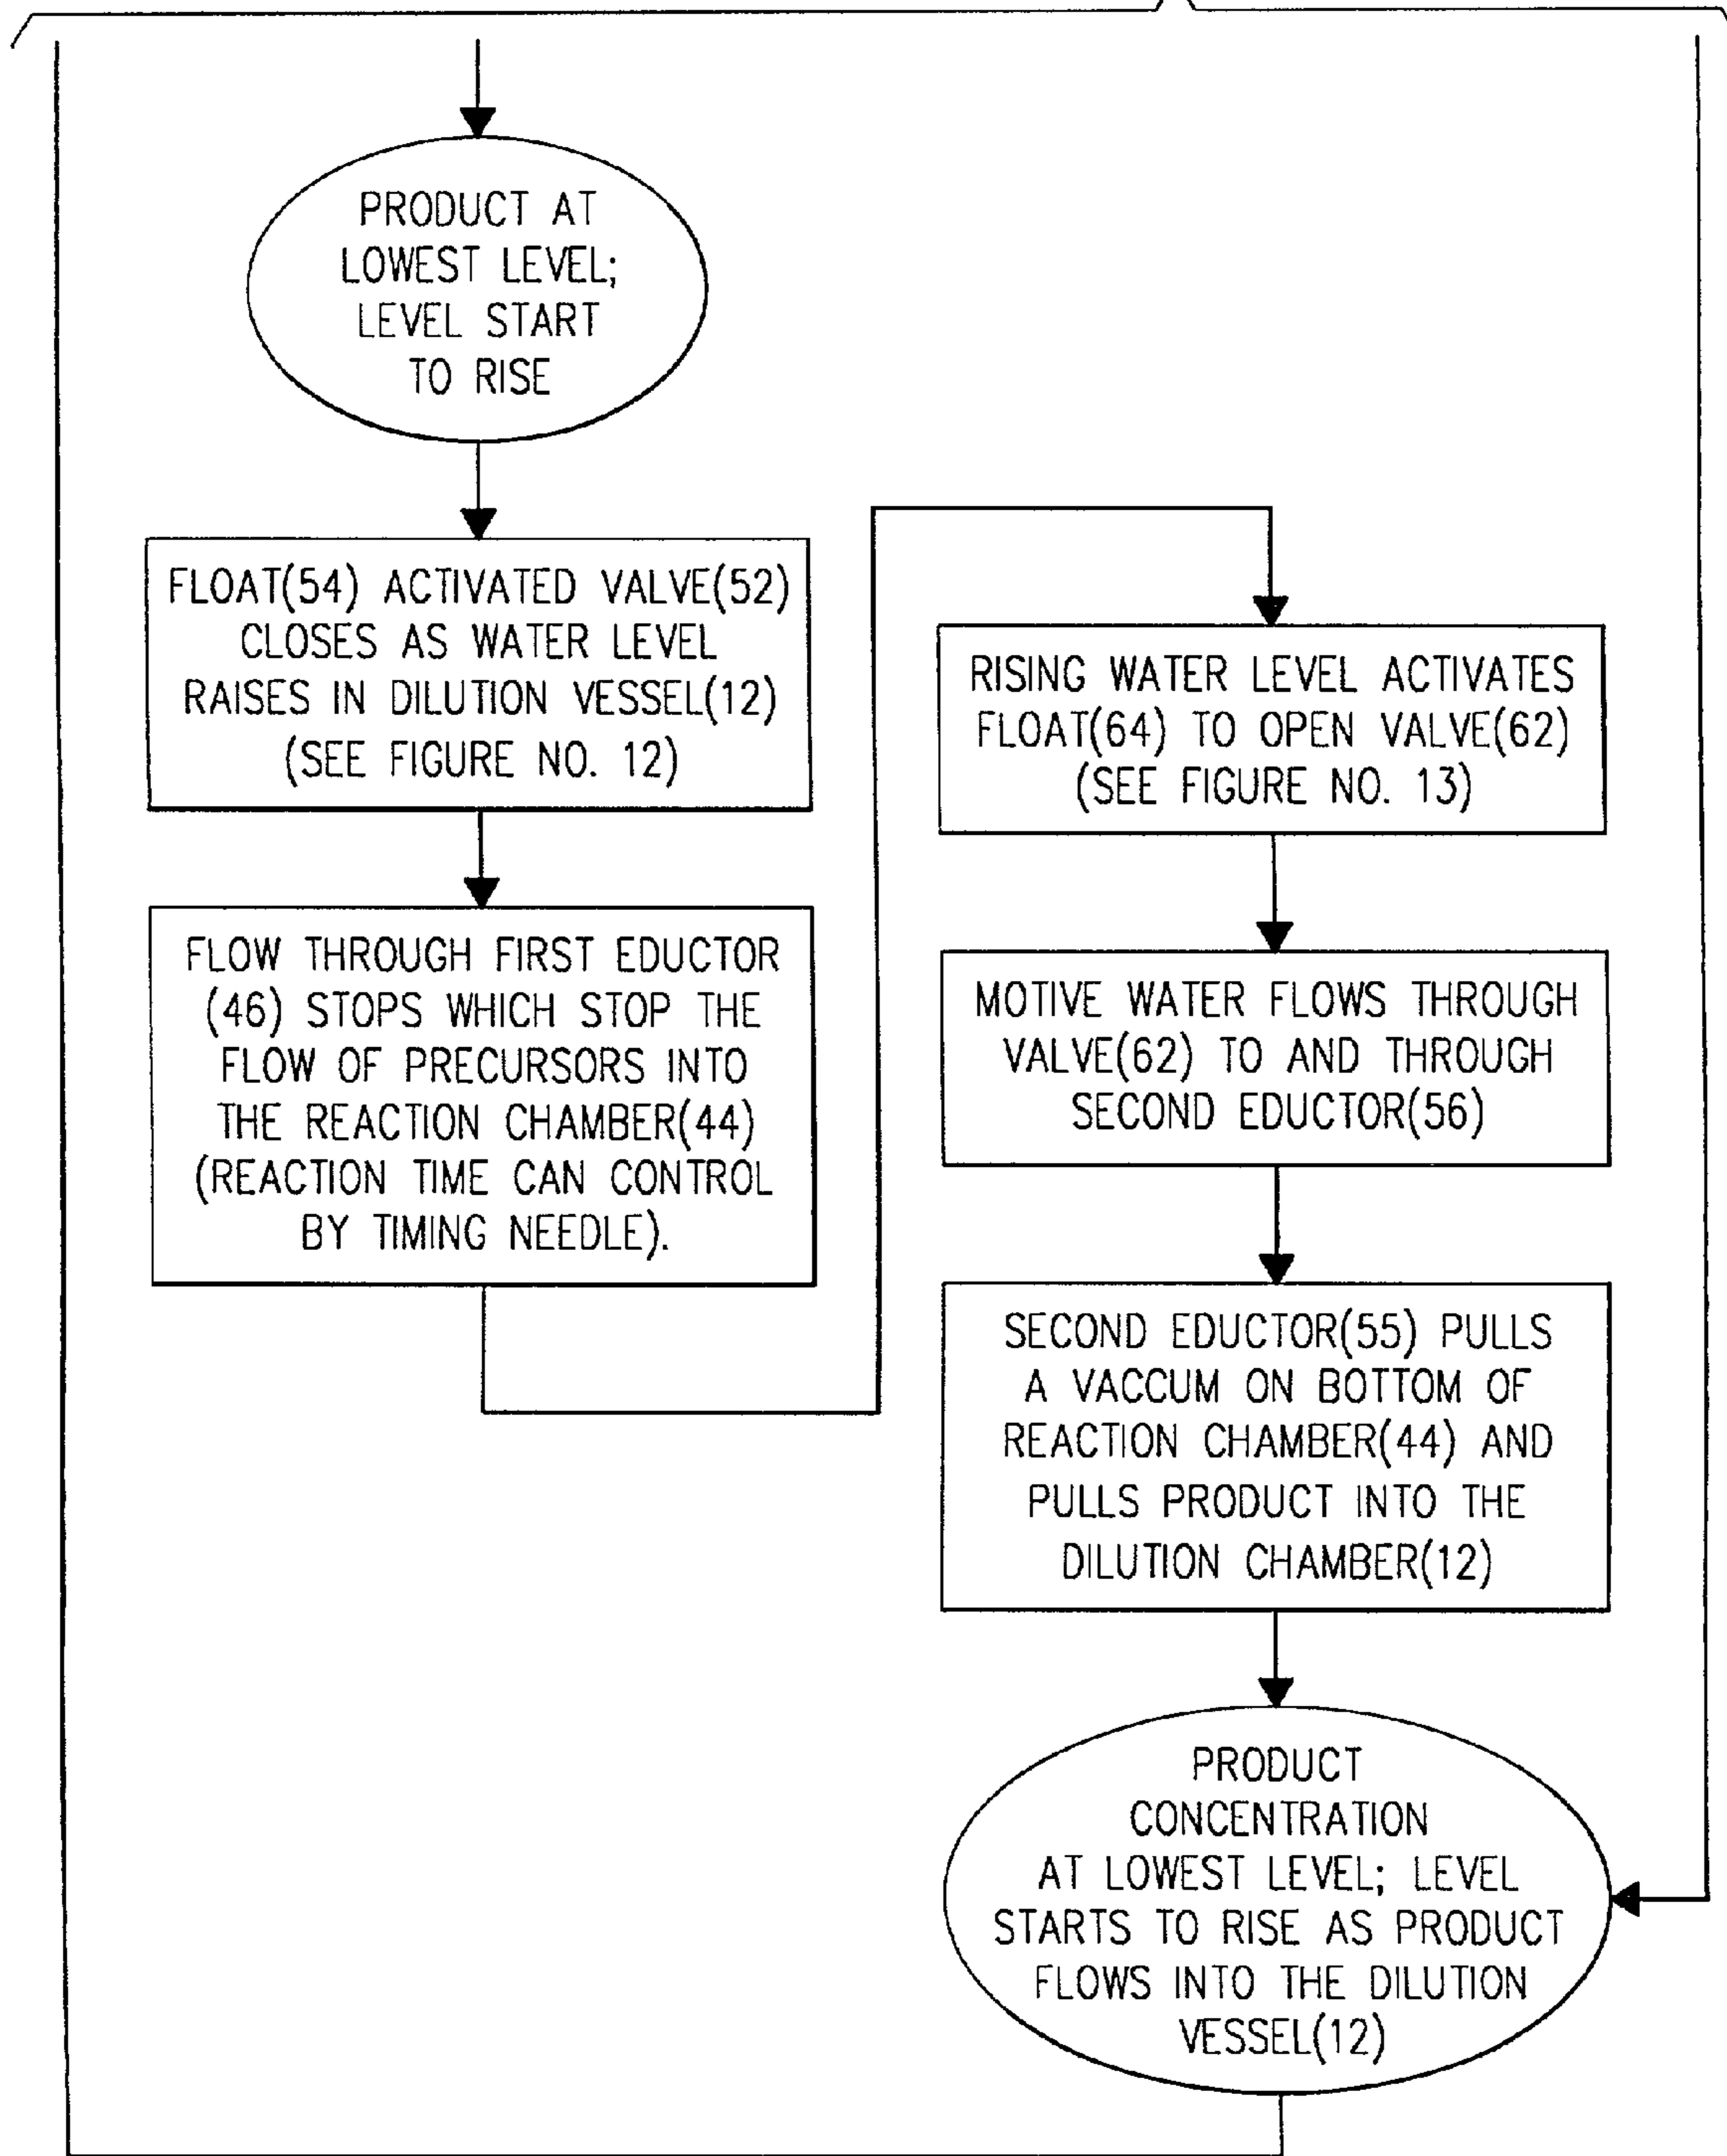 PRODUCT AT
LOWEST LEVEL;
LEVEL START
TO RISE
FLOAT(54) ACTIVATED VALVE(52)
CLOSES AS WATER LEVEL
RAISES IN DILUTION VESSEL(12)
(SEE FIGURE NO. 12)
FLOW THROUGH FIRST EDUCTOR
(46) STOPS WHICH STOP THE
FLOW OF PRECURSORS INTO
THE REACTION CHAMBER(44)
(REACTION TIME CAN CONTROL
BY TIMING NEEDLE).
RISING WATER LEVEL ACTIVATES
FLOAT(64) TO OPEN VALVE(62)
(SEE FIGURE NO. 13)
MOTIVE WATER FLOWS THROUGH
VALVE(62) TO AND THROUGH
SECOND EDUCTOR(56)
SECOND EDUCTOR(55) PULLS
A VACCUM ON BOTTOM OF
REACTION CHAMBER(44) AND
PULLS PRODUCT INTO THE
DILUTION CHAMBER(12)
PRODUCT
CONCENTRATION
AT LOWEST LEVEL; LEVEL
STARTS TO RISE AS PRODUCT
FLOWS INTO THE DILUTION
VESSEL(12)